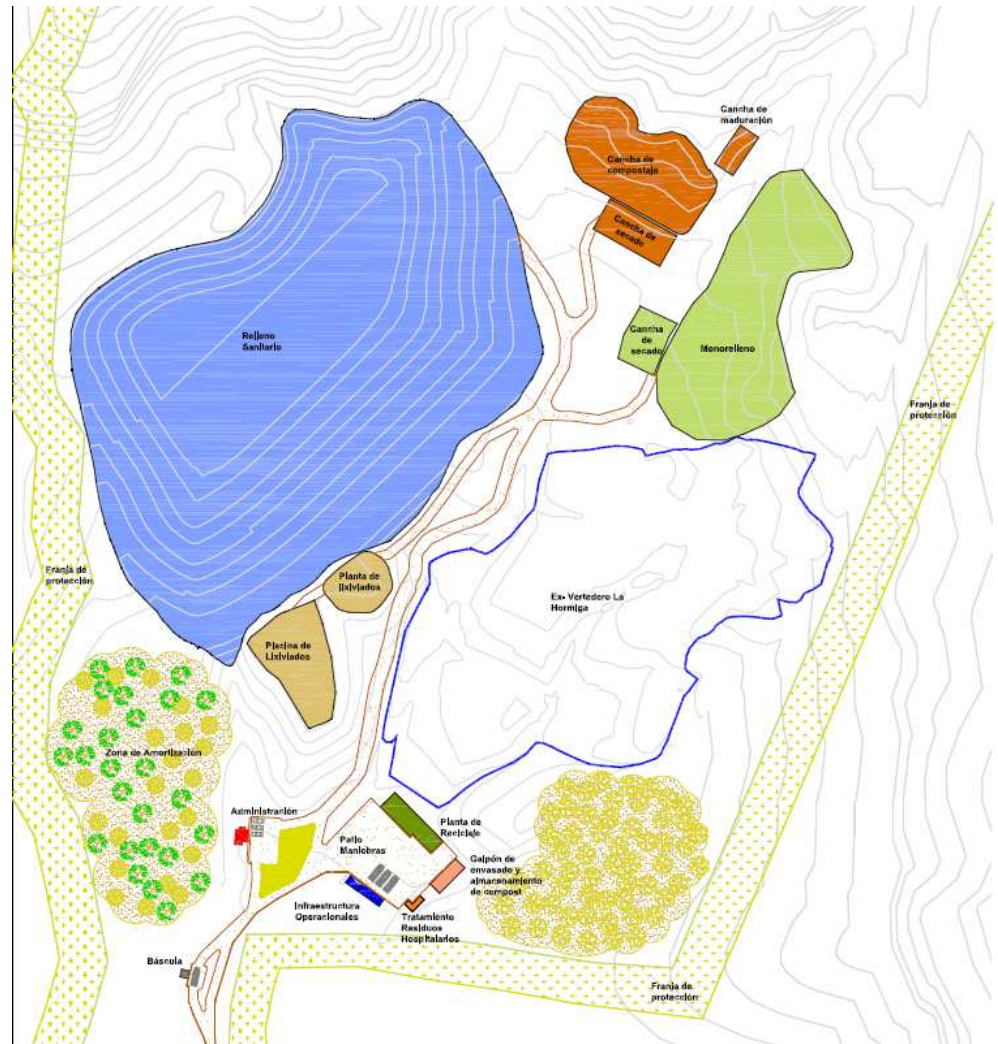 Cancha de
maduración
Cancha de
compostaje
Cancha de
secado
Relleno
Sanitario
Cancha
de
secado
Monorelleno
Franja de
protección
Franja de
protección
Planta de
lixiviados
Ex- Vertedero La
Hormiga
Piscina de
Lixiviados
Zona de Amortización
Administración
Planta de
Reciclaje
Patio
Maniobras
Galpón de
envasado y
almacenamiento
de compost
Infraestructura
Operacionales
Tratamiento
Residuos
Hospitalarios
Báscula
Franja de
protección